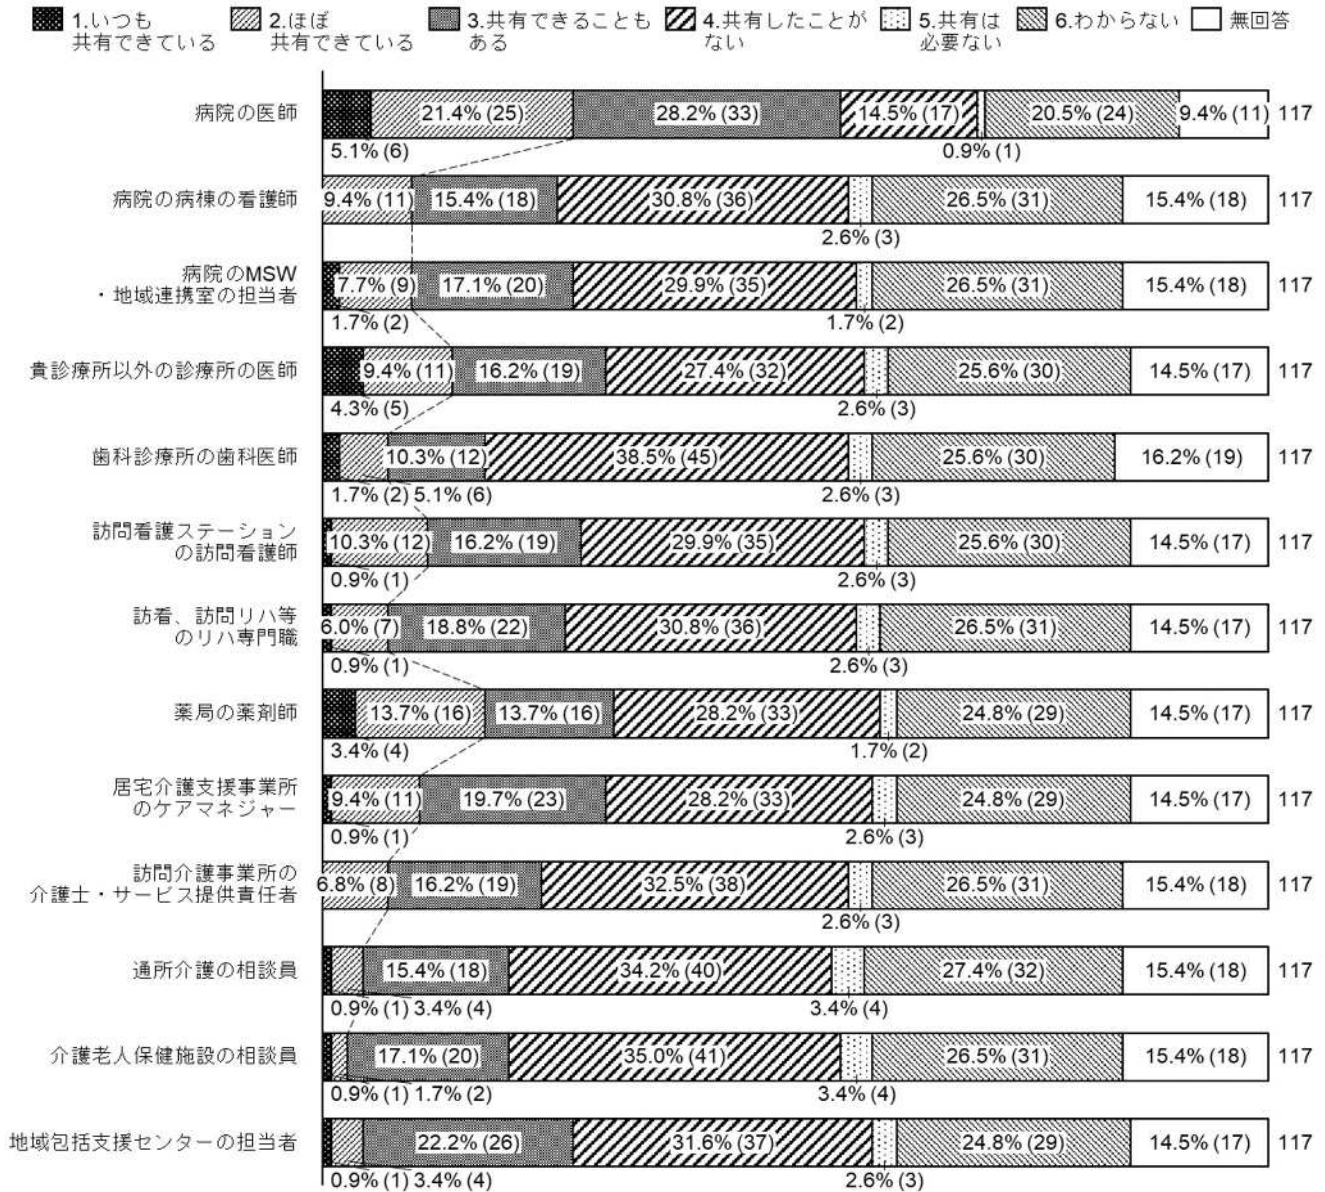 1.いつも 2.ほぼ 3.共有できることも 4.共有したことが 5.共有は 6.わからない 無回答
共有できている 共有できている ある ない 必要ない
病院の医師 21.4% (25) 28.2% (33) 14.5% (17) 20.5% (24) 9.4% (11) 117
5.1% (6) 0.9% (1)
病院の病棟の看護師 9.4% (11) 15.4% (18) 30.8% (36) 26.5% (31) 15.4% (18) 117
2.6% (3)
病院のMSW
・地域連携室の担当者 7.7% (9) 17.1% (20) 29.9% (35) 26.5% (31) 15.4% (18) 117
1.7% (2) 1.7% (2)
貴診療所以外の診療所の医師 9.4% (11) 16.2% (19) 27.4% (32) 25.6% (30) 14.5% (17) 117
4.3% (5) 2.6% (3)
歯科診療所の歯科医師 10.3% (12) 38.5% (45) 25.6% (30) 16.2% (19) 117
1.7% (2) 5.1% (6) 2.6% (3)
訪問看護ステーション
の訪問看護師 10.3% (12) 16.2% (19) 29.9% (35) 25.6% (30) 14.5% (17) 117
0.9% (1) 2.6% (3)
訪看、訪問リハ等
のリハ専門職 6.0% (7) 18.8% (22) 30.8% (36) 26.5% (31) 14.5% (17) 117
0.9% (1) 2.6% (3)
薬局の薬剤師 13.7% (16) 13.7% (16) 28.2% (33) 24.8% (29) 14.5% (17) 117
3.4% (4) 1.7% (2)
居宅介護支援事業所
のケアマネジャー 9.4% (11) 19.7% (23) 28.2% (33) 24.8% (29) 14.5% (17) 117
0.9% (1) 2.6% (3)
訪問介護事業所の
介護士・サービス提供責任者 6.8% (8) 16.2% (19) 32.5% (38) 26.5% (31) 15.4% (18) 117
2.6% (3)
通所介護の相談員 15.4% (18) 34.2% (40) 27.4% (32) 15.4% (18) 117
0.9% (1) 3.4% (4) 3.4% (4)
介護老人保健施設の相談員 17.1% (20) 35.0% (41) 26.5% (31) 15.4% (18) 117
0.9% (1) 1.7% (2) 3.4% (4)
地域包括支援センターの担当者 22.2% (26) 31.6% (37) 24.8% (29) 14.5% (17) 117
0.9% (1) 3.4% (4) 2.6% (3)